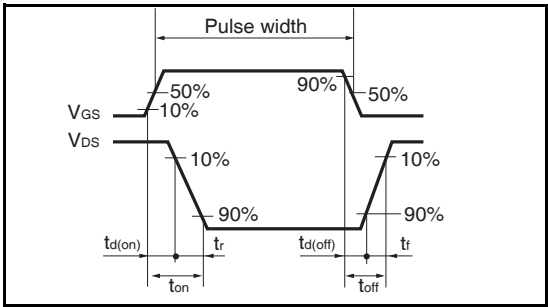 Pulse width
90%
50%
50%
10%
VGS
VDS
10%
10%
90%
90%
td(on)
tr
td(off)
tf
ton
toff